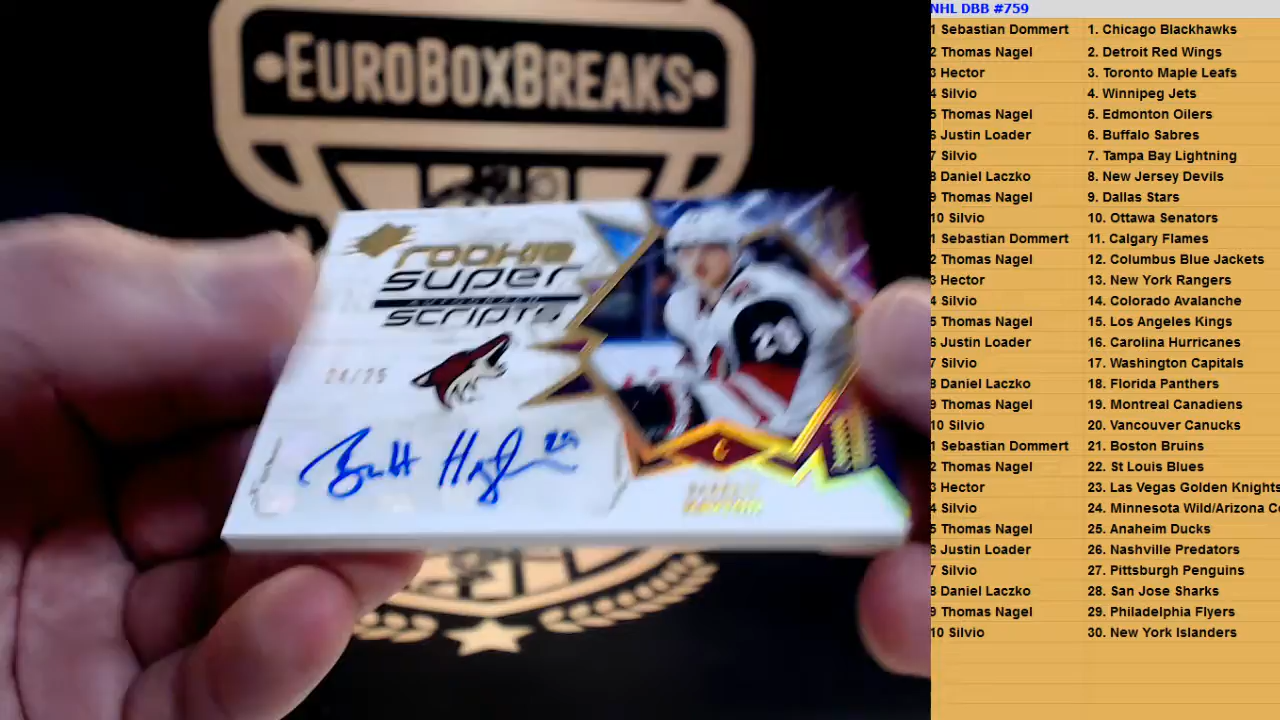 EUROBOXBREAKS
rookie
super
AUTOGRAPH
scripts
24/25
29
28
NHL DBB #759
1 Sebastian Dommert 1. Chicago Blackhawks
2 Thomas Nagel 2. Detroit Red Wings
3 Hector 3. Toronto Maple Leafs
4 Silvio 4. Winnipeg Jets
5 Thomas Nagel 5. Edmonton Oilers
6 Justin Loader 6. Buffalo Sabres
7 Silvio 7. Tampa Bay Lightning
8 Daniel Laczko 8. New Jersey Devils
9 Thomas Nagel 9. Dallas Stars
10 Silvio 10. Ottawa Senators
1 Sebastian Dommert 11. Calgary Flames
2 Thomas Nagel 12. Columbus Blue Jackets
3 Hector 13. New York Rangers
4 Silvio 14. Colorado Avalanche
5 Thomas Nagel 15. Los Angeles Kings
6 Justin Loader 16. Carolina Hurricanes
7 Silvio 17. Washington Capitals
8 Daniel Laczko 18. Florida Panthers
9 Thomas Nagel 19. Montreal Canadiens
10 Silvio 20. Vancouver Canucks
1 Sebastian Dommert 21. Boston Bruins
2 Thomas Nagel 22. St Louis Blues
3 Hector 23. Las Vegas Golden Knights
4 Silvio 24. Minnesota Wild/Arizona Co
5 Thomas Nagel 25. Anaheim Ducks
6 Justin Loader 26. Nashville Predators
7 Silvio 27. Pittsburgh Penguins
8 Daniel Laczko 28. San Jose Sharks
9 Thomas Nagel 29. Philadelphia Flyers
10 Silvio 30. New York Islanders